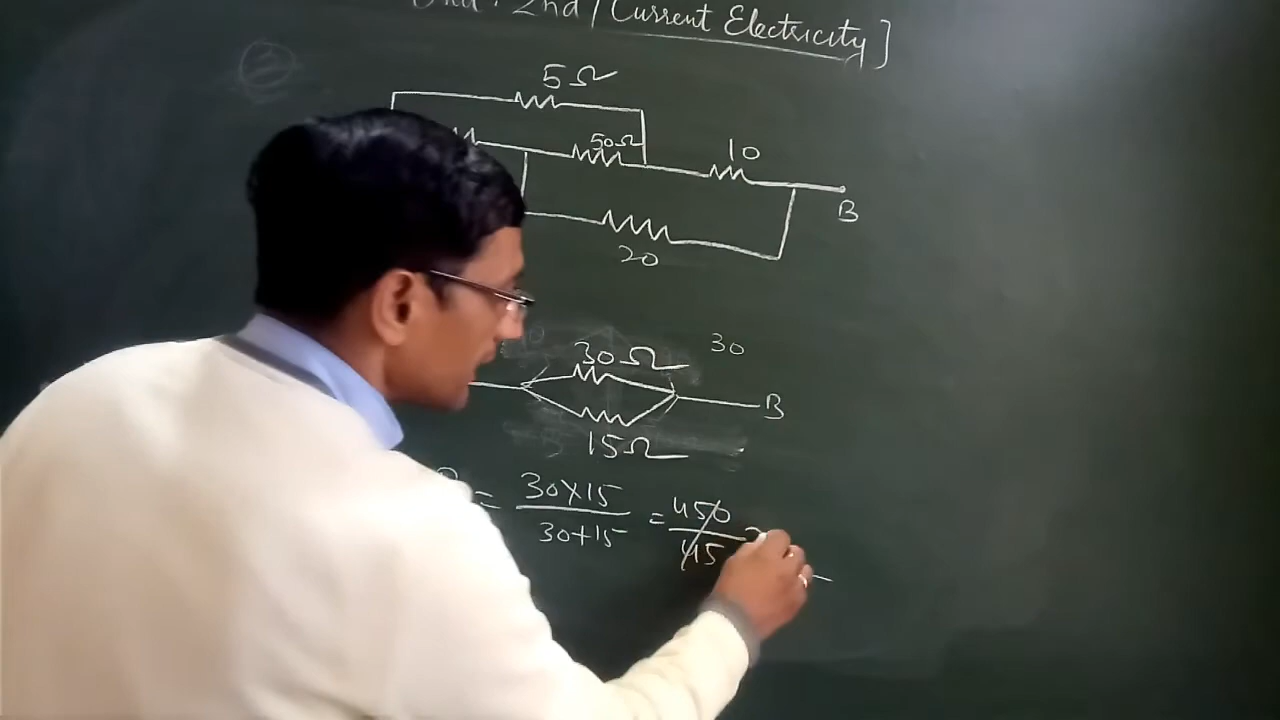 2nd / Current Electricity ]
5Ω
50Ω
10
B
20
30Ω
30
B
15Ω
= 30×15 / 30+15 = 450 / 45